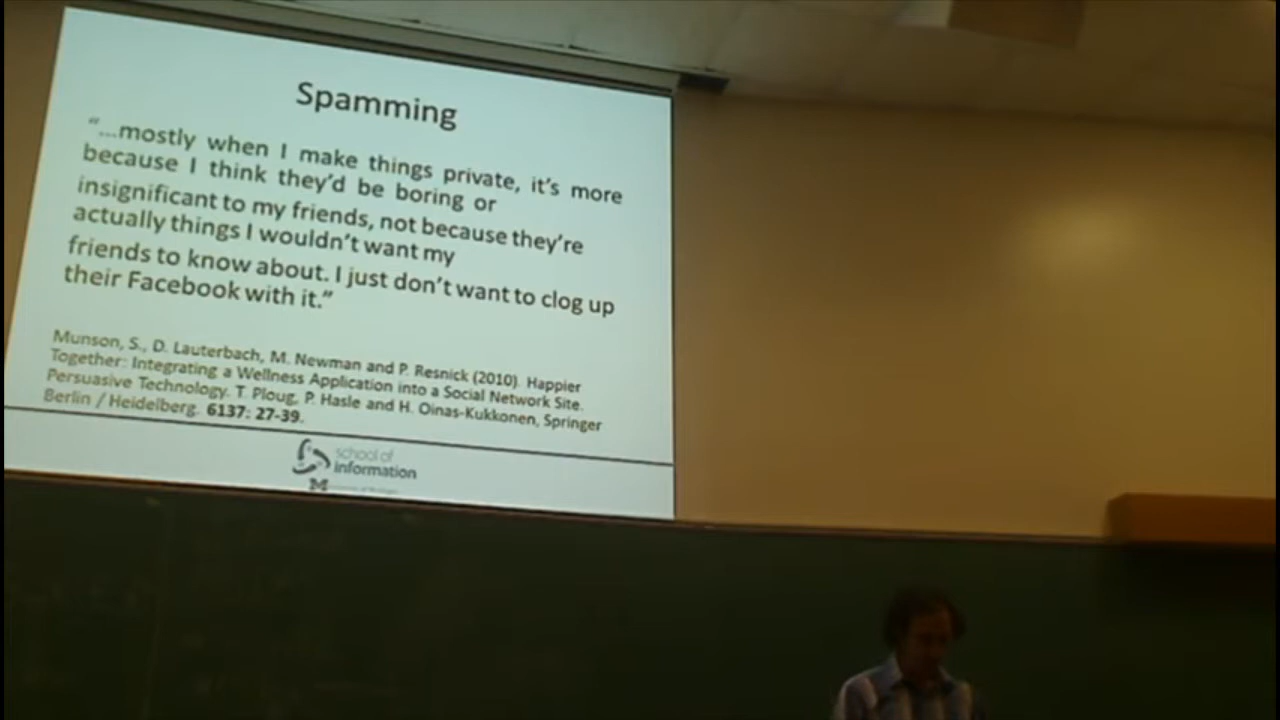 Spamming
“...mostly when I make things private, it’s more
because I think they’d be boring or
insignificant to my friends, not because they’re
actually things I wouldn’t want my
friends to know about. I just don’t want to clog up
their Facebook with it.”
Munson, S., D. Lauterbach, M. Newman and P. Resnick (2010). Happier
Together: Integrating a Wellness Application into a Social Network Site.
Persuasive Technology. T. Ploug, P. Hasle and H. Oinas-Kukkonen, Springer
Berlin / Heidelberg. 6137: 27-39.
school of
information
M